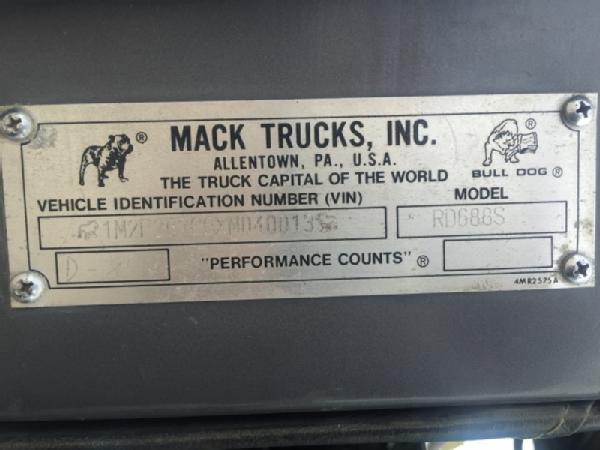 ®
MACK TRUCKS, INC. ®
ALLENTOWN, PA., U.S.A.
THE TRUCK CAPITAL OF THE WORLD
BULL DOG ®
VEHICLE IDENTIFICATION NUMBER (VIN)
MODEL
RD688S
"PERFORMANCE COUNTS" ®
4MR2575A